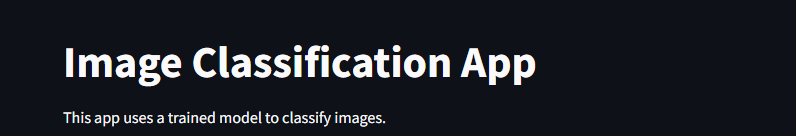 Image Classification App
This app uses a trained model to classify images.